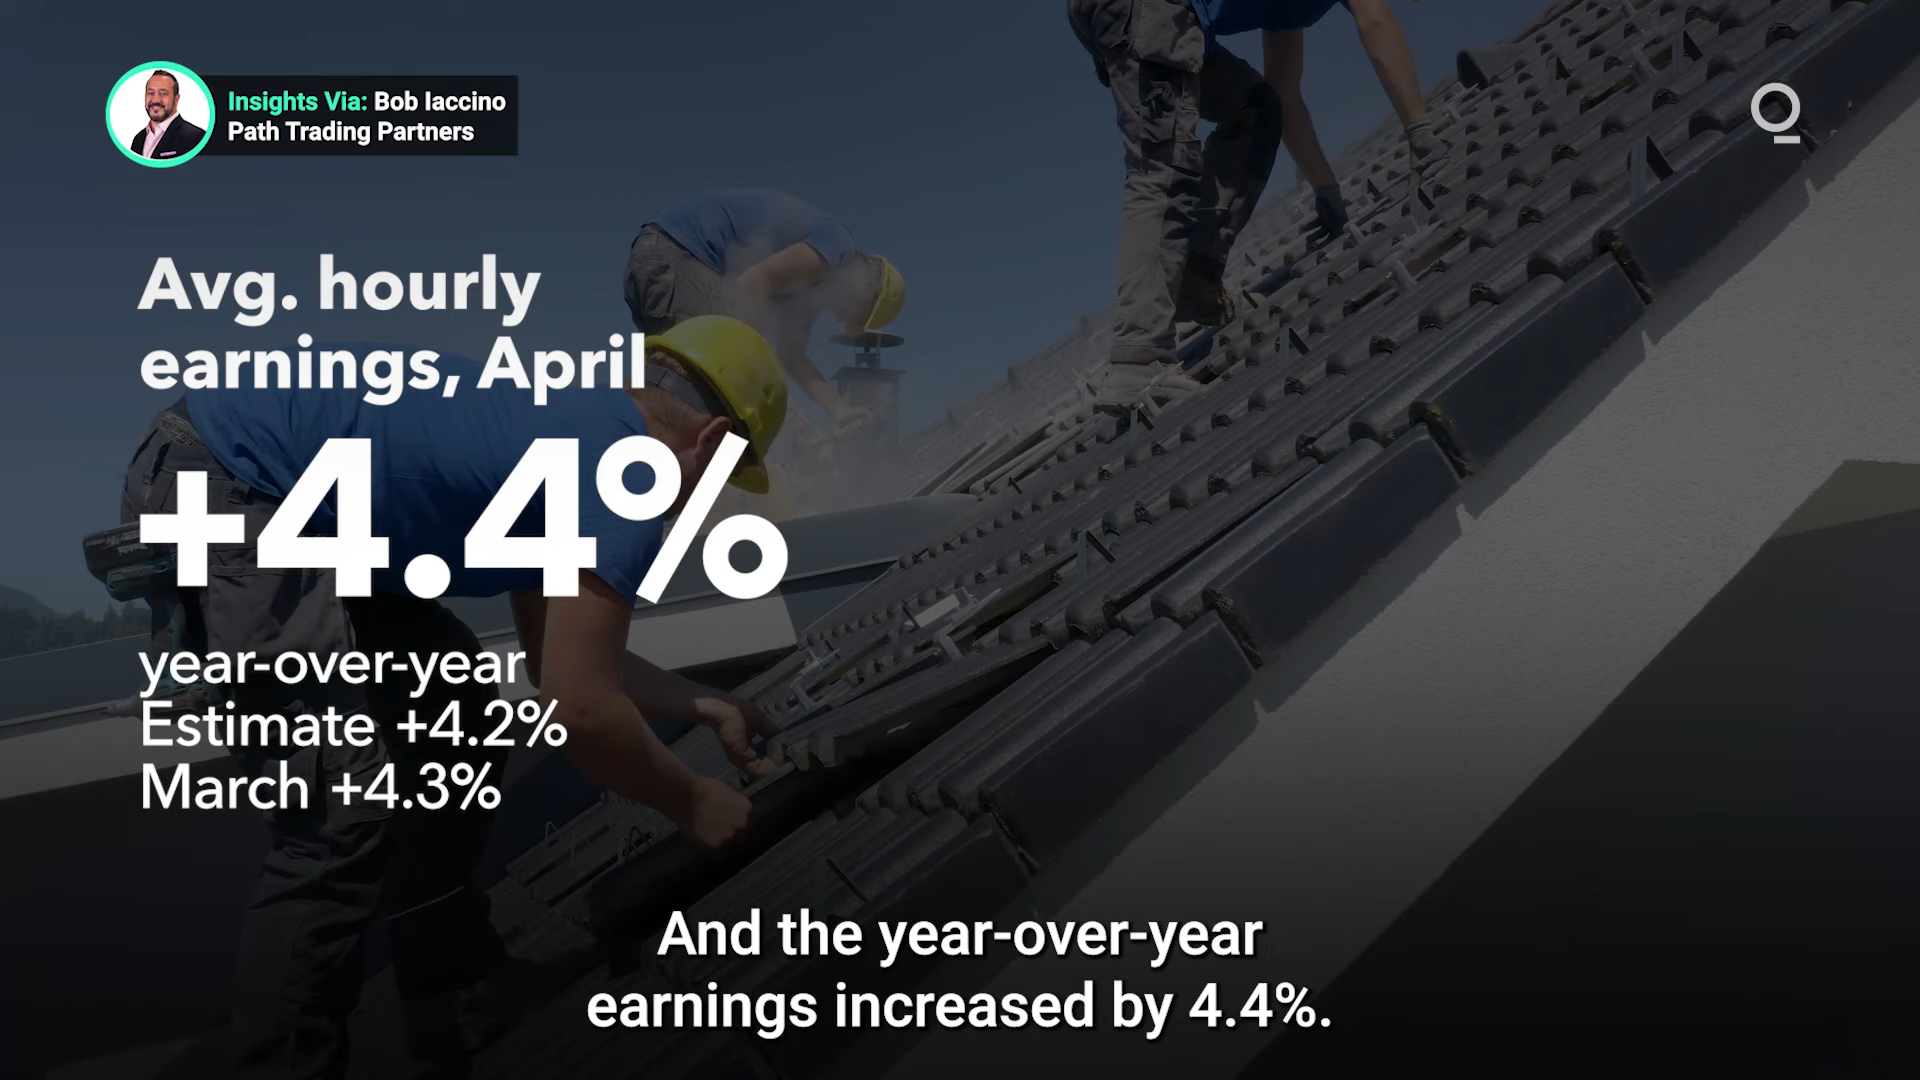 Insights Via: Bob Iaccino
Path Trading Partners
Avg. hourly
earnings, April
+4.4%
year-over-year
Estimate +4.2%
March +4.3%
And the year-over-year
earnings increased by 4.4%.